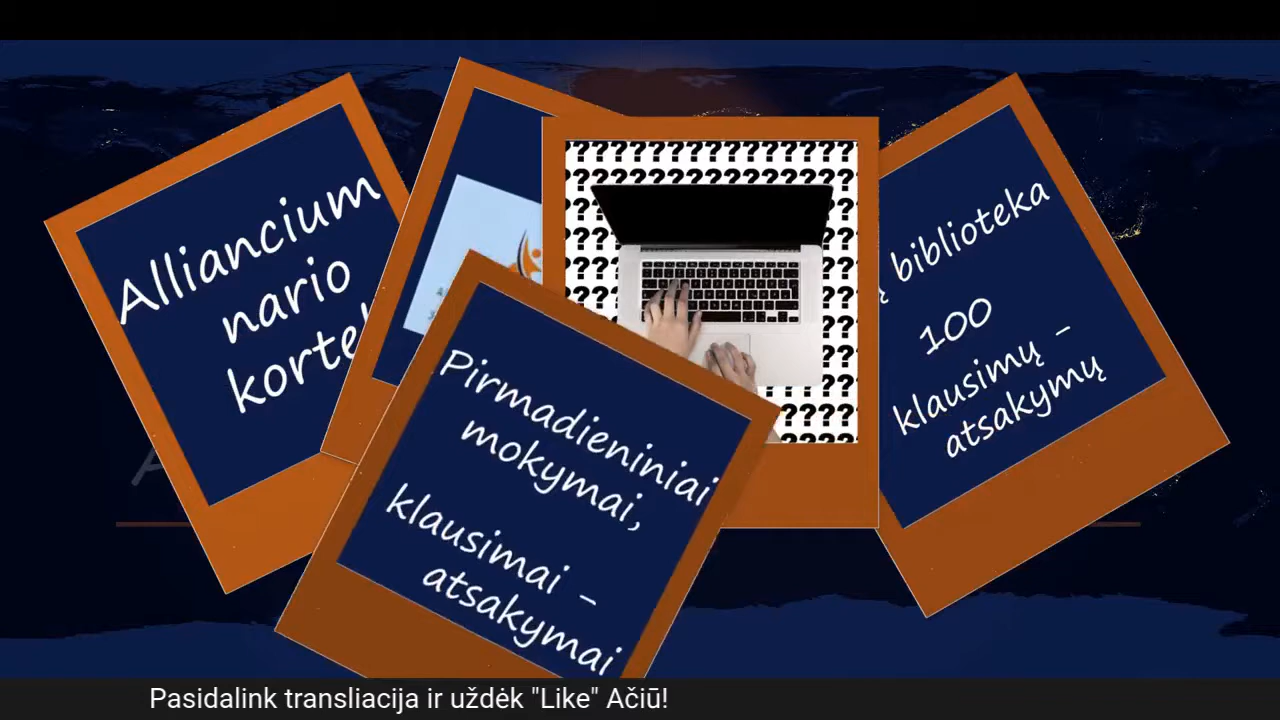 Alliancium
nario
biblioteka
100
klausimų -
atsakymų
Pirmadieniniai
mokymai,
klausimai -
atsakymai
Pasidalink transliacija ir uždėk "Like" Ačiū!